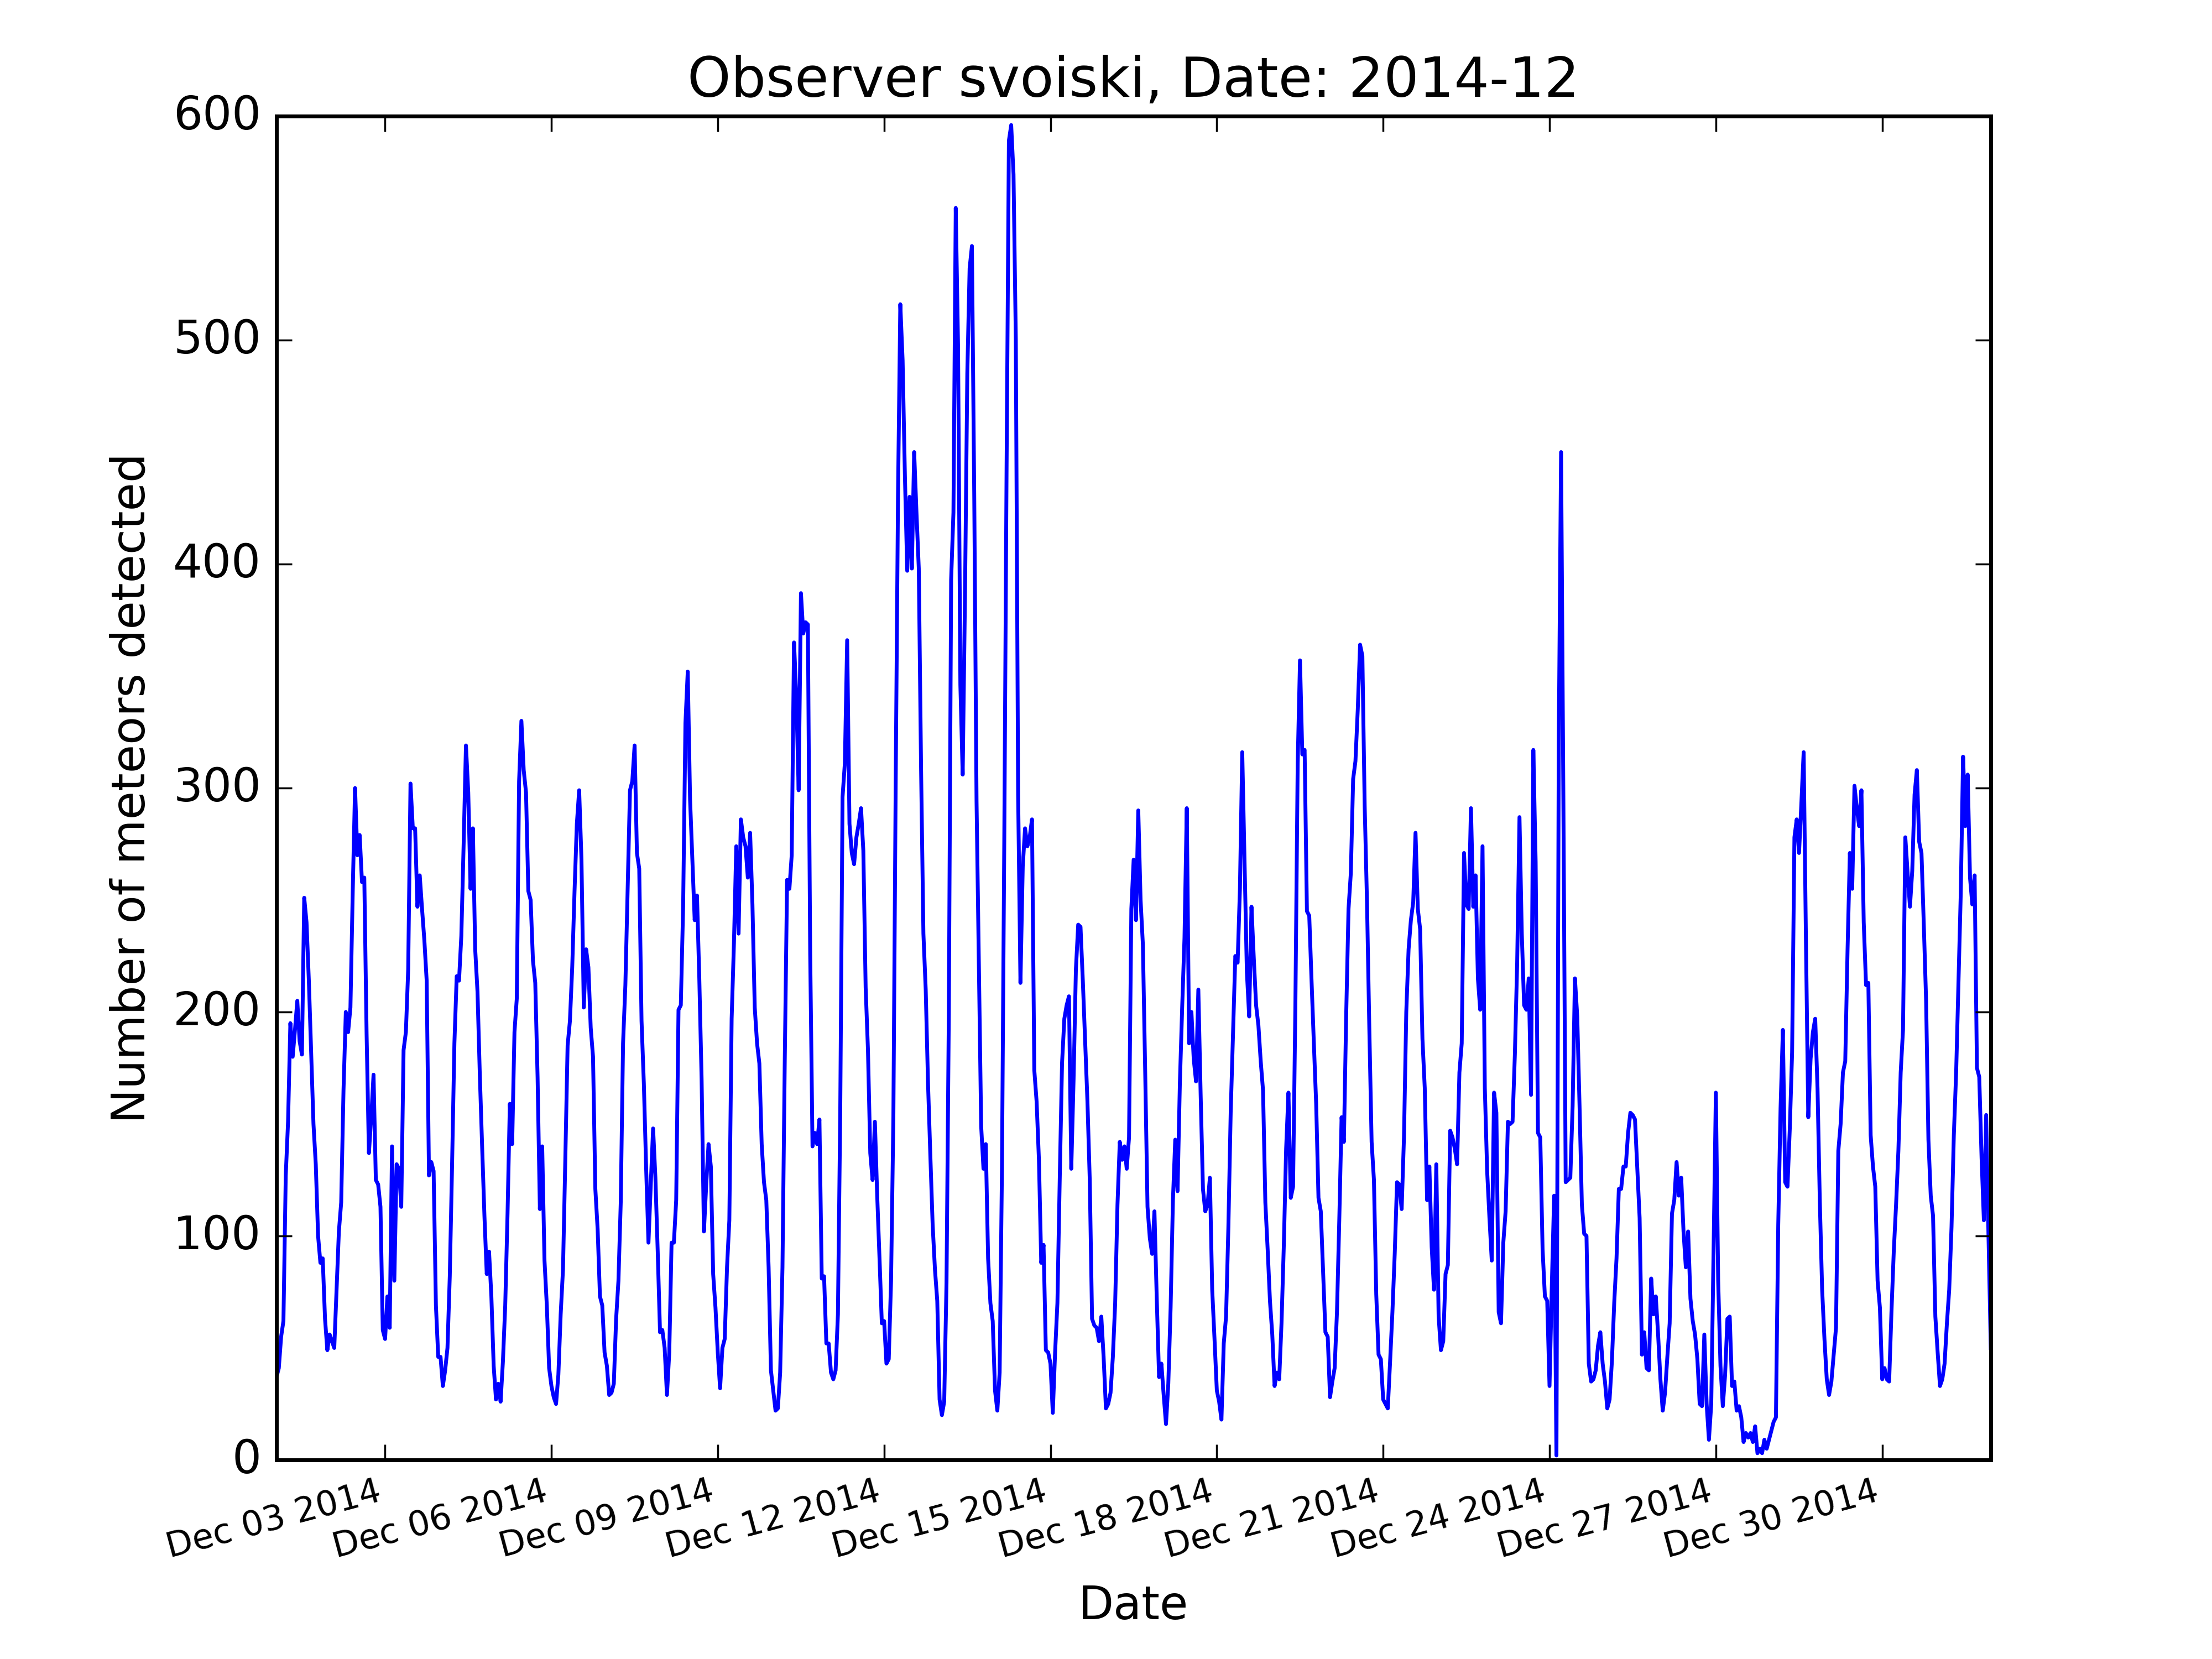 Observer svoiski, Date: 2014-12
600
500
400
300
200
100
0
Number of meteors detected
Dec 03 2014
Dec 06 2014
Dec 09 2014
Dec 12 2014
Dec 15 2014
Dec 18 2014
Dec 21 2014
Dec 24 2014
Dec 27 2014
Dec 30 2014
Date